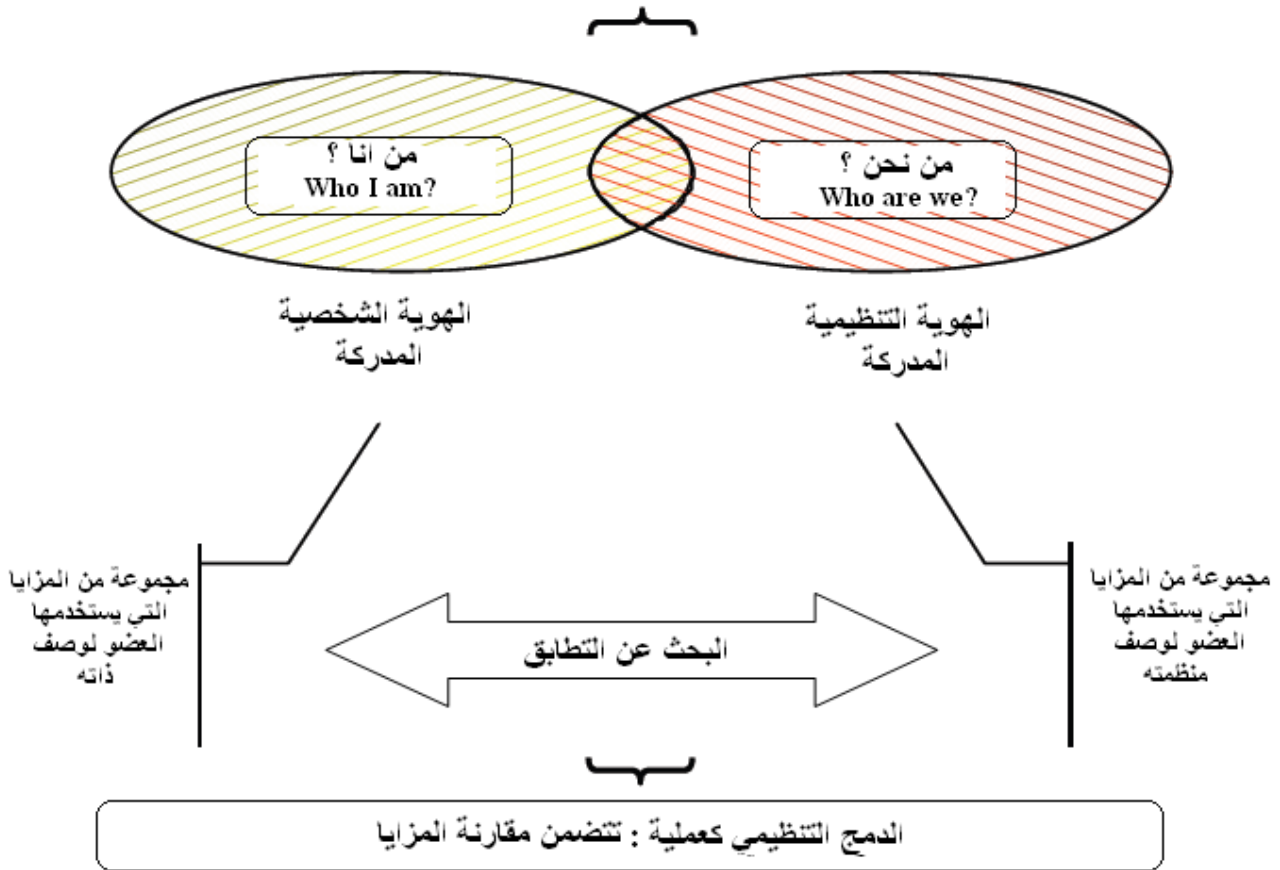 من انا ؟
Who I am?
من نحن ؟
Who are we?
الهوية الشخصية
المدركة
الهوية التنظيمية
المدركة
مجموعة من المزايا
التي يستخدمها
العضو لوصف
ذاته
البحث عن التطابق
مجموعة من المزايا
التي يستخدمها
العضو لوصف
منظمته
الدمج التنظيمي كعملية : تتضمن مقارنة المزايا